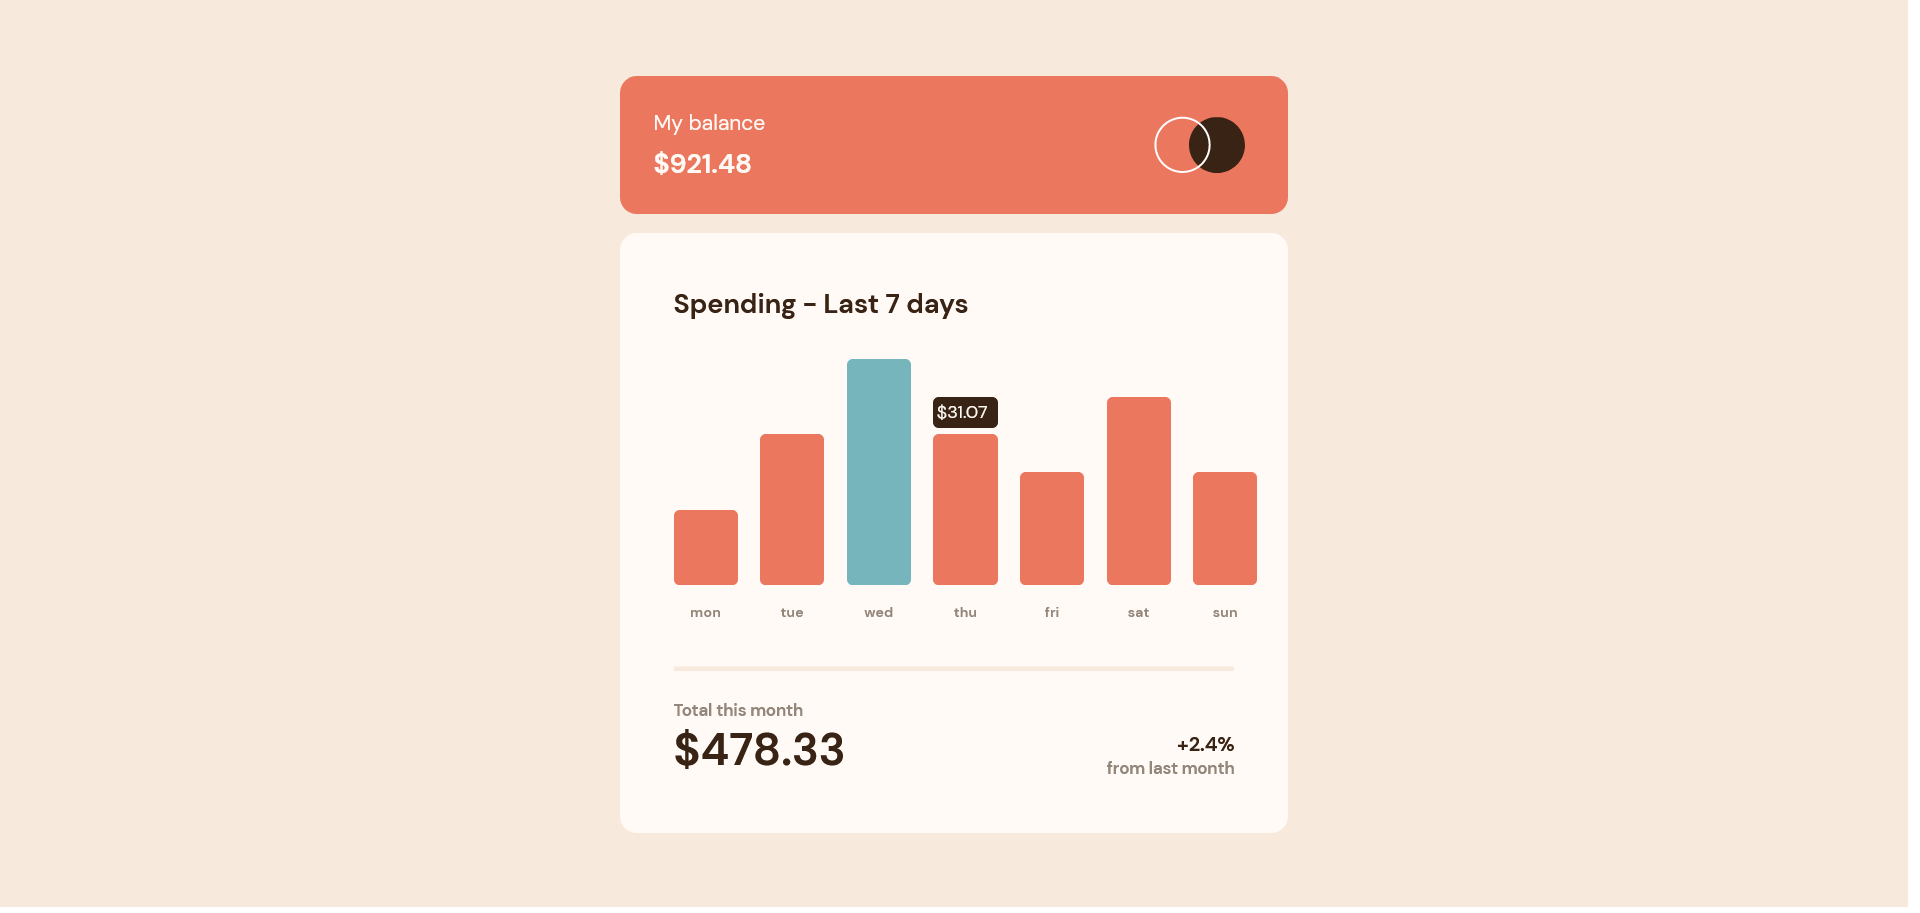 My balance
$921.48
Spending - Last 7 days
$31.07
mon tue wed thu fri sat sun
Total this month
$478.33
+2.4%
from last month